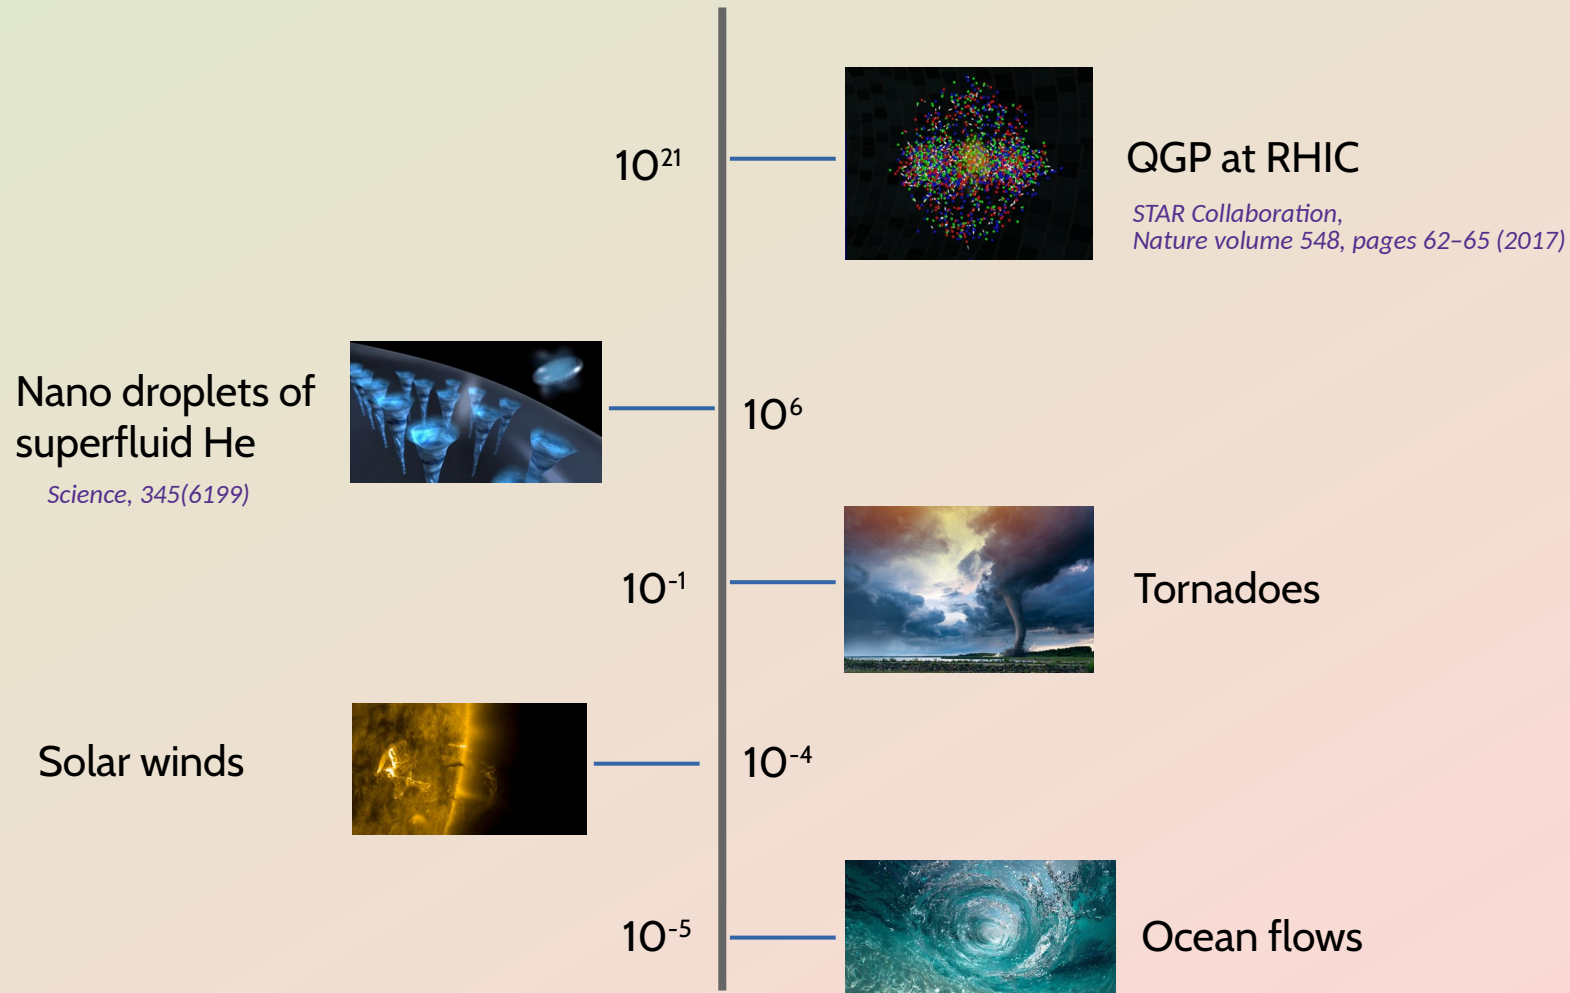 10²¹
QGP at RHIC
STAR Collaboration,
Nature volume 548, pages 62–65 (2017)
Nano droplets of
superfluid He
Science, 345(6199)
10⁶
10⁻¹
Tornadoes
Solar winds
10⁻⁴
10⁻⁵
Ocean flows